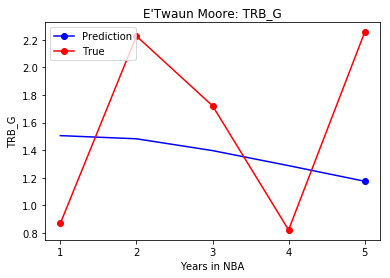 E'Twaun Moore: TRB_G
Prediction
True
TRB_G
2.2
2.0
1.8
1.6
1.4
1.2
1.0
0.8
1 2 3 4 5
Years in NBA